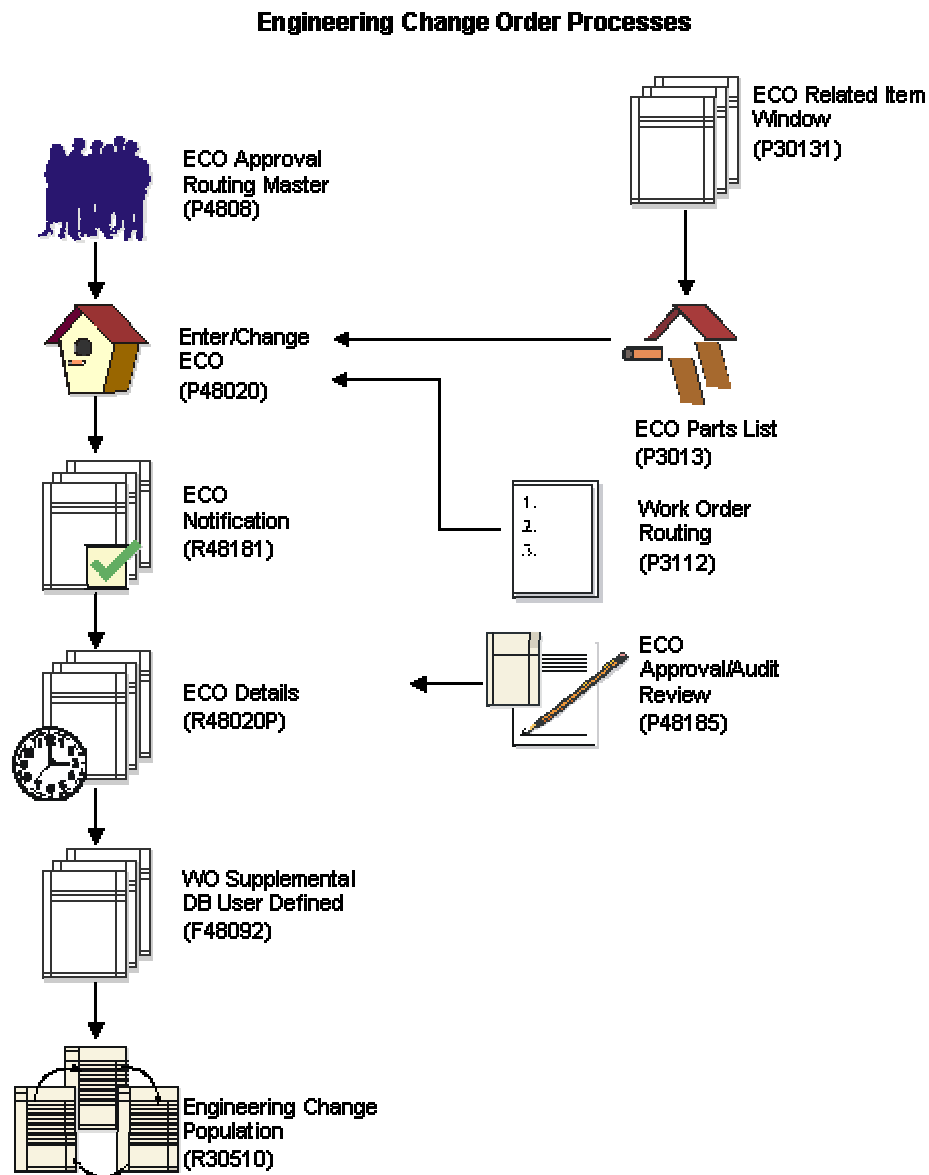 Engineering Change Order Processes
ECO Related Item
Window
(P30131)
ECO Approval
Routing Master
(P4808)
Enter/Change
ECO
(P48020)
ECO Parts List
(P3013)
ECO
Notification
(R48181)
1.
2.
3.
Work Order
Routing
(P3112)
ECO
Approval/Audit
Review
(P48185)
ECO Details
(R48020P)
WO Supplemental
DB User Defined
(F48092)
Engineering Change
Population
(R30510)